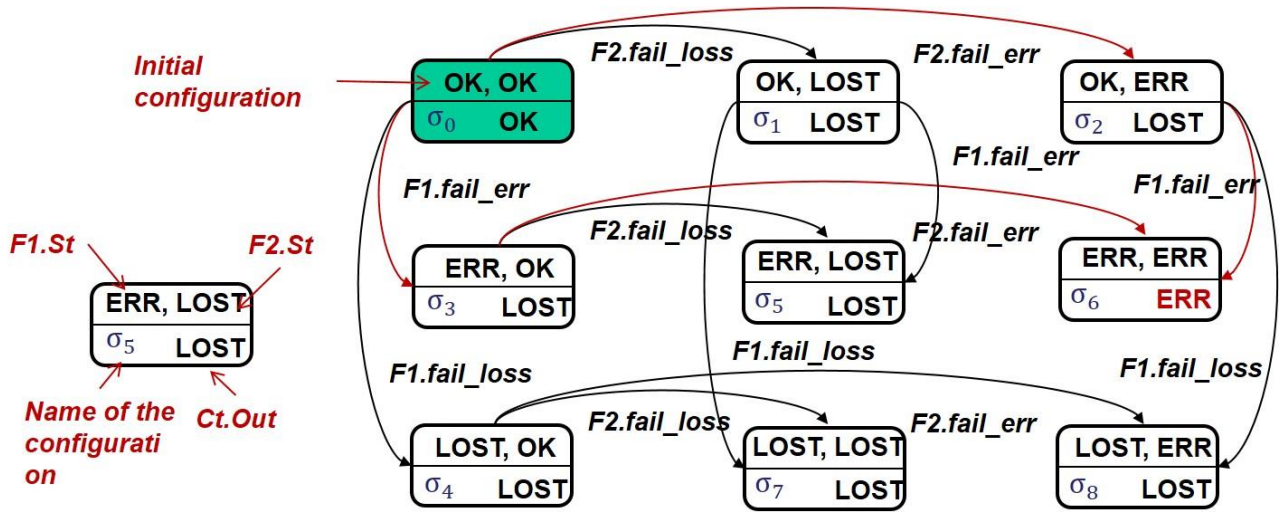 Initial
configuration
OK, OK
σ0 OK
F2.fail_loss
OK, LOST
σ1 LOST
F2.fail_err
OK, ERR
σ2 LOST
F1.fail_err
F1.fail_err
F1.fail_err
F1.St
F2.St
ERR, LOST
σ5 LOST
Name of the
configurati
on
Ct.Out
ERR, OK
σ3 LOST
F2.fail_loss
ERR, LOST
σ5 LOST
F2.fail_err
ERR, ERR
σ6 ERR
F1.fail_loss
F1.fail_loss
F1.fail_loss
LOST, OK
σ4 LOST
F2.fail_loss
LOST, LOST
σ7 LOST
F2.fail_err
LOST, ERR
σ8 LOST